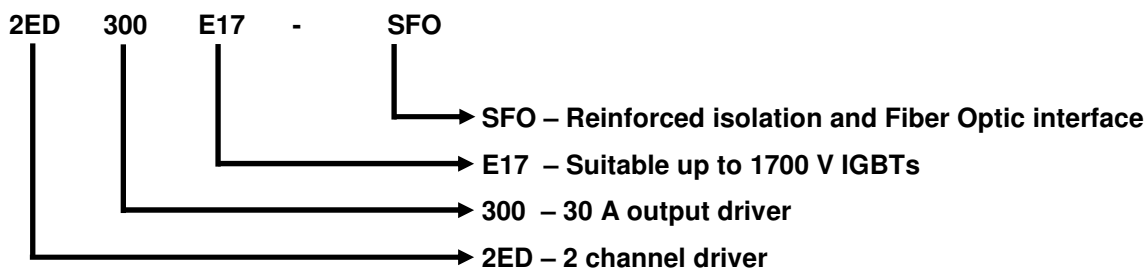 2ED 300 E17 - SFO
SFO – Reinforced isolation and Fiber Optic interface
E17 – Suitable up to 1700 V IGBTs
300 – 30 A output driver
2ED – 2 channel driver